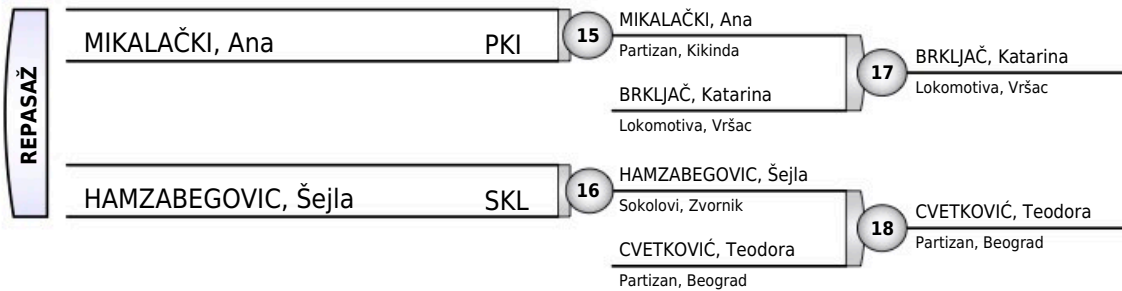 REPASAŽ
MIKALAČKI, Ana PKI
15
MIKALAČKI, Ana
Partizan, Kikinda
BRKLJAČ, Katarina
Lokomotiva, Vršac
17
BRKLJAČ, Katarina
Lokomotiva, Vršac
HAMZABEGOVIC, Šejla SKL
16
HAMZABEGOVIC, Šejla
Sokolovi, Zvornik
CVETKOVIĆ, Teodora
Partizan, Beograd
18
CVETKOVIĆ, Teodora
Partizan, Beograd